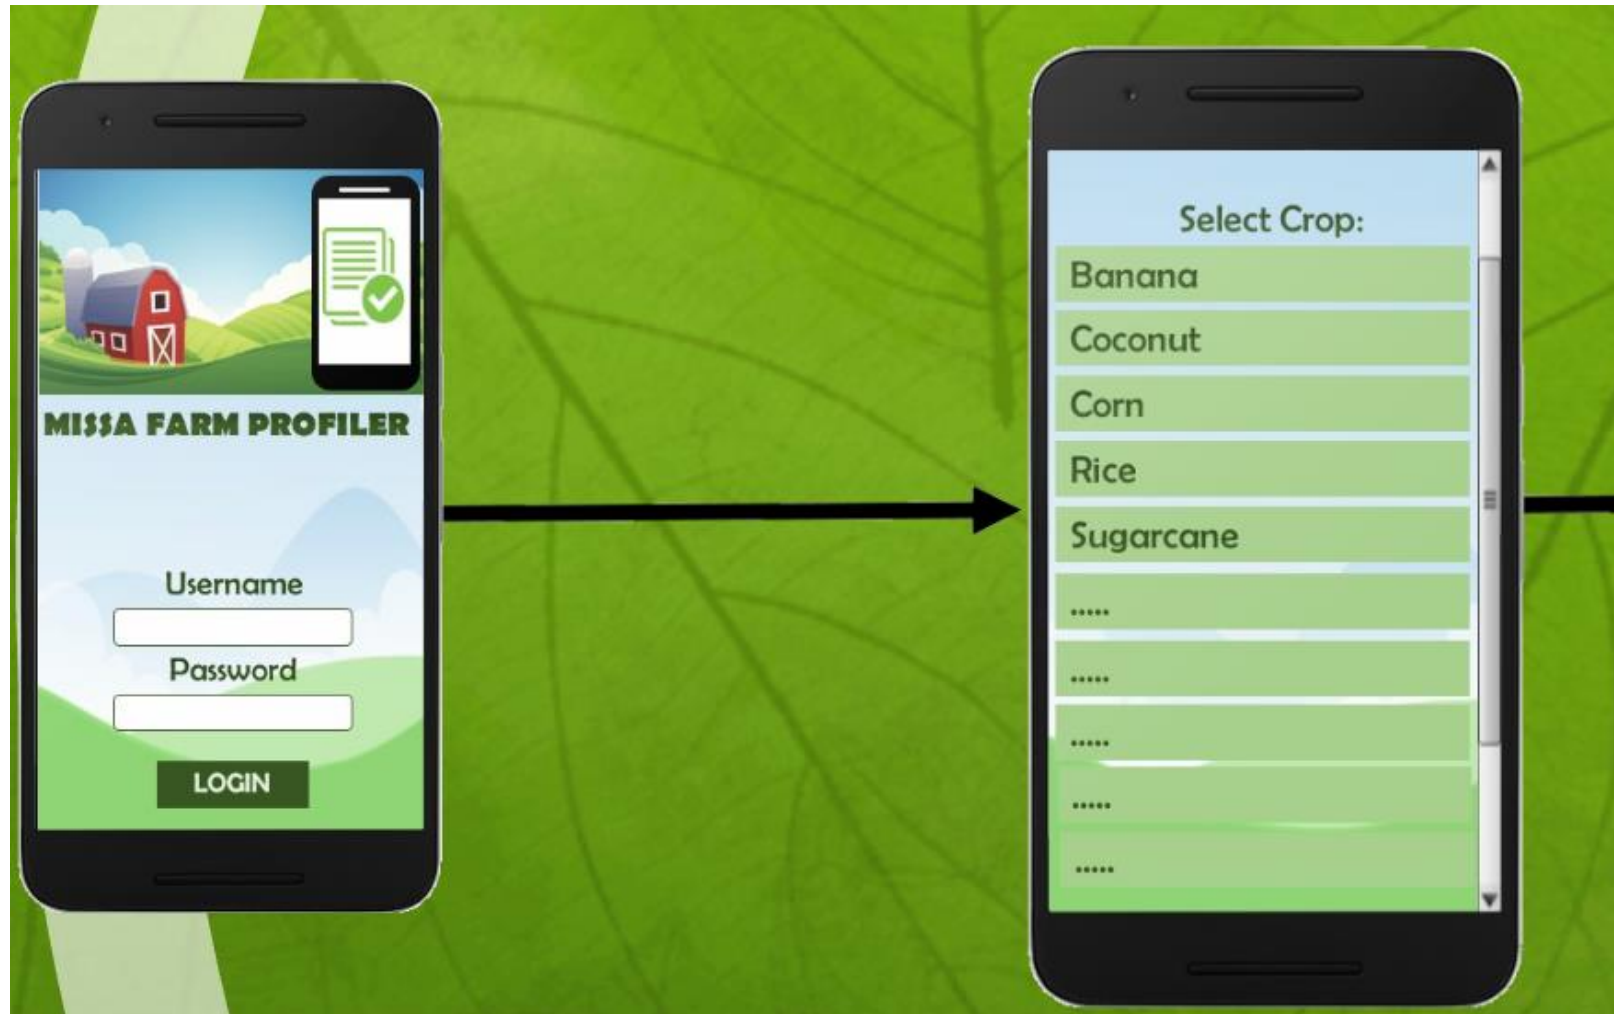 MISSA FARM PROFILER
Username
Password
LOGIN
Select Crop:
Banana
Coconut
Corn
Rice
Sugarcane
.....
.....
.....
.....
.....